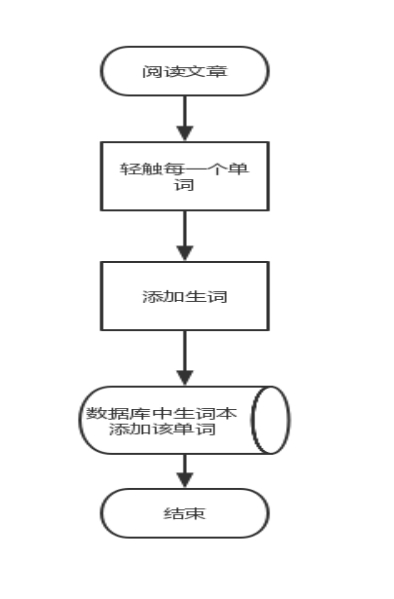 阅读文章
轻触每一个单
词
添加生词
数据库中生词本
添加该单词
结束